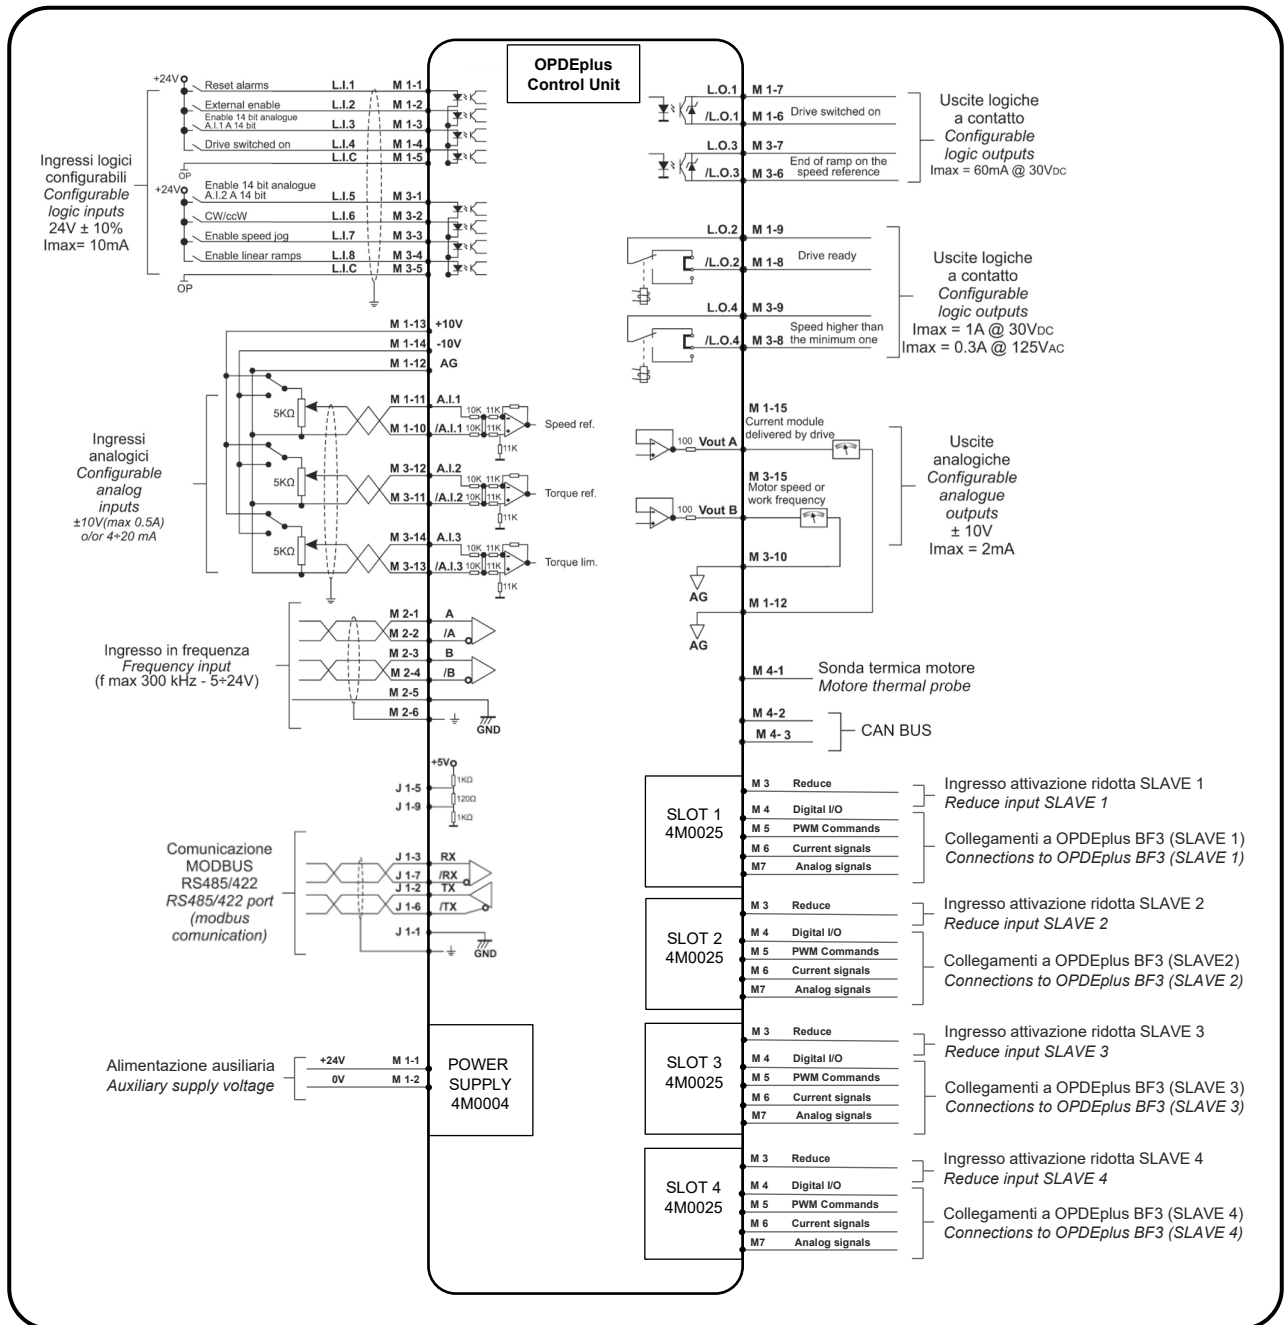 OPDEplus
Control Unit
+24V
Reset alarms L.I.1 M 1-1
External enable L.I.2 M 1-2
Enable 14 bit analogue
A.I.1 A 14 bit L.I.3 M 1-3
Drive switched on L.I.4 M 1-4
L.I.C M 1-5
OP
+24V
Enable 14 bit analogue
A.I.2 A 14 bit L.I.5 M 3-1
CW/ccW L.I.6 M 3-2
Enable speed jog L.I.7 M 3-3
Enable linear ramps L.I.8 M 3-4
L.I.C M 3-5
OP
Ingressi logici
configurabili
Configurable
logic inputs
24V ± 10%
Imax= 10mA
M 1-13 +10V
M 1-14 -10V
M 1-12 AG
5KΩ
M 1-11 A.I.1 10K 11K
M 1-10 /A.I.1 10K 11K
11K
Speed ref.
5KΩ
M 3-12 A.I.2 10K 11K
M 3-11 /A.I.2 10K 11K
11K
Torque ref.
5KΩ
M 3-14 A.I.3 10K 11K
M 3-13 /A.I.3 10K 11K
11K
Torque lim.
Ingressi
analogici
Configurable
analog
inputs
±10V(max 0.5A)
o/or 4÷20 mA
M 2-1 A
M 2-2 /A
M 2-3 B
M 2-4 /B
M 2-5
M 2-6
GND
Ingresso in frequenza
Frequency input
(f max 300 kHz - 5÷24V)
+5V
1KΩ
J 1-5
120Ω
J 1-9
1KΩ
Comunicazione
MODBUS
RS485/422
RS485/422 port
(modbus
comunication)
J 1-3 RX
J 1-7 /RX
J 1-2 TX
J 1-6 /TX
J 1-1
GND
Alimentazione ausiliaria
Auxiliary supply voltage
+24V M 1-1
0V M 1-2
POWER
SUPPLY
4M0004
L.O.1 M 1-7
/L.O.1 M 1-6 Drive switched on
L.O.3 M 3-7
/L.O.3 M 3-6 End of ramp on the
speed reference
Uscite logiche
a contatto
Configurable
logic outputs
Imax = 60mA @ 30VDC
L.O.2 M 1-9
/L.O.2 M 1-8 Drive ready
L.O.4 M 3-9
/L.O.4 M 3-8 Speed higher than
the minimum one
Uscite logiche
a contatto
Configurable
logic outputs
Imax = 1A @ 30VDC
Imax = 0.3A @ 125VAC
M 1-15
Current module
delivered by drive
100 Vout A
M 3-15
Motor speed or
work frequency
100 Vout B
M 3-10
AG
M 1-12
AG
Uscite
analogiche
Configurable
analogue
outputs
± 10V
Imax = 2mA
M 4-1
Sonda termica motore
Motore thermal probe
M 4-2
M 4- 3
CAN BUS
SLOT 1
4M0025
M 3 Reduce
M 4 Digital I/O
M 5 PWM Commands
M 6 Current signals
M7 Analog signals
Ingresso attivazione ridotta SLAVE 1
Reduce input SLAVE 1
Collegamenti a OPDEplus BF3 (SLAVE 1)
Connections to OPDEplus BF3 (SLAVE 1)
SLOT 2
4M0025
M 3 Reduce
M 4 Digital I/O
M 5 PWM Commands
M 6 Current signals
M7 Analog signals
Ingresso attivazione ridotta SLAVE 2
Reduce input SLAVE 2
Collegamenti a OPDEplus BF3 (SLAVE2)
Connections to OPDEplus BF3 (SLAVE 2)
SLOT 3
4M0025
M 3 Reduce
M 4 Digital I/O
M 5 PWM Commands
M 6 Current signals
M7 Analog signals
Ingresso attivazione ridotta SLAVE 3
Reduce input SLAVE 3
Collegamenti a OPDEplus BF3 (SLAVE 3)
Connections to OPDEplus BF3 (SLAVE 3)
SLOT 4
4M0025
M 3 Reduce
M 4 Digital I/O
M 5 PWM Commands
M 6 Current signals
M7 Analog signals
Ingresso attivazione ridotta SLAVE 4
Reduce input SLAVE 4
Collegamenti a OPDEplus BF3 (SLAVE 4)
Connections to OPDEplus BF3 (SLAVE 4)